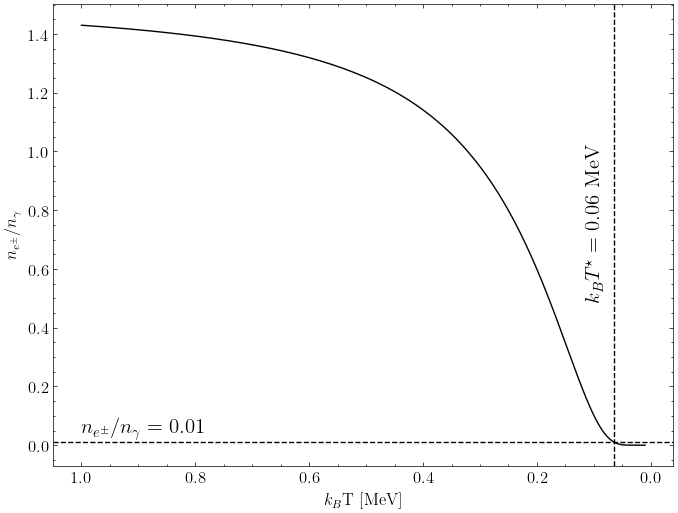 1.4
1.2
1.0
0.8
0.6
0.4
0.2
0.0
n_{e^±}/n_γ
k_BT^⋆ = 0.06 MeV
n_{e^±}/n_γ = 0.01
1.0 0.8 0.6 0.4 0.2 0.0
k_BT [MeV]